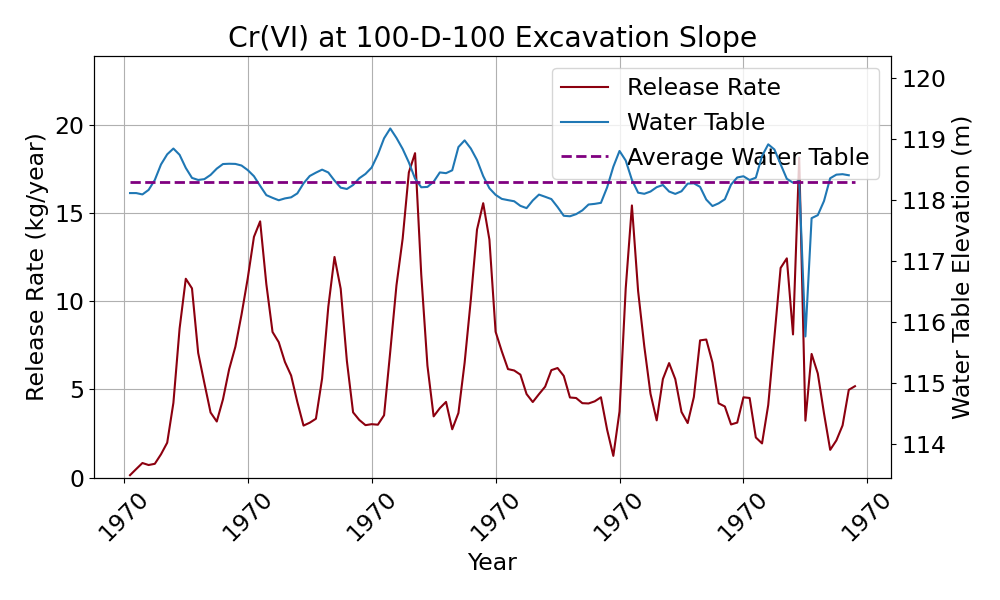 Cr(VI) at 100-D-100 Excavation Slope
Release Rate
Water Table
Average Water Table
Release Rate (kg/year)
20
15
10
5
0
Water Table Elevation (m)
120
119
118
117
116
115
114
1970
1970
1970
1970
1970
1970
1970
Year